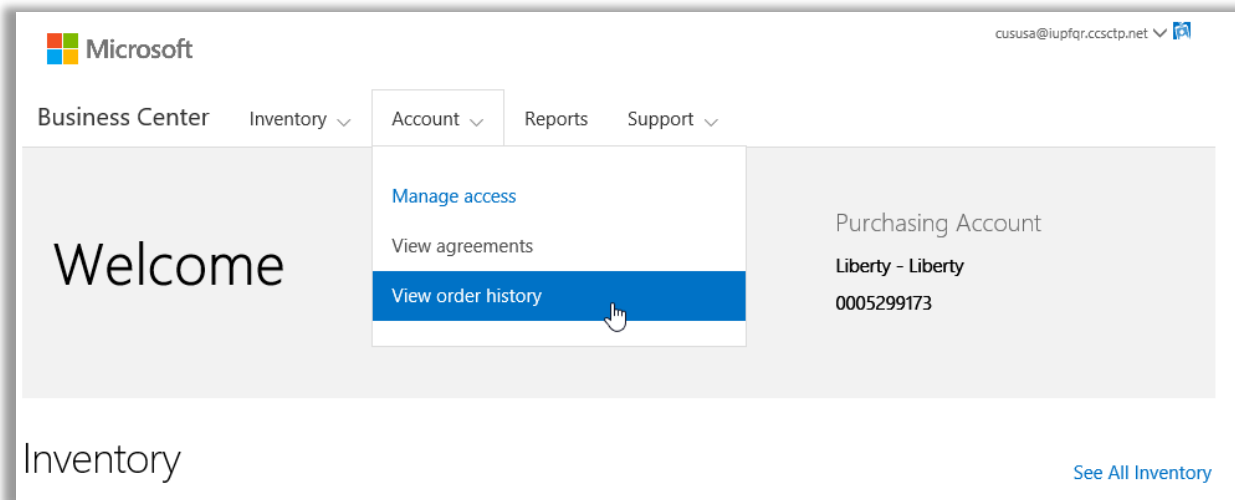 Microsoft
cususa@iupfqr.ccsctp.net
Business Center Inventory Account Reports Support
Manage access
View agreements
View order history
Welcome
Purchasing Account
Liberty - Liberty
0005299173
Inventory
See All Inventory